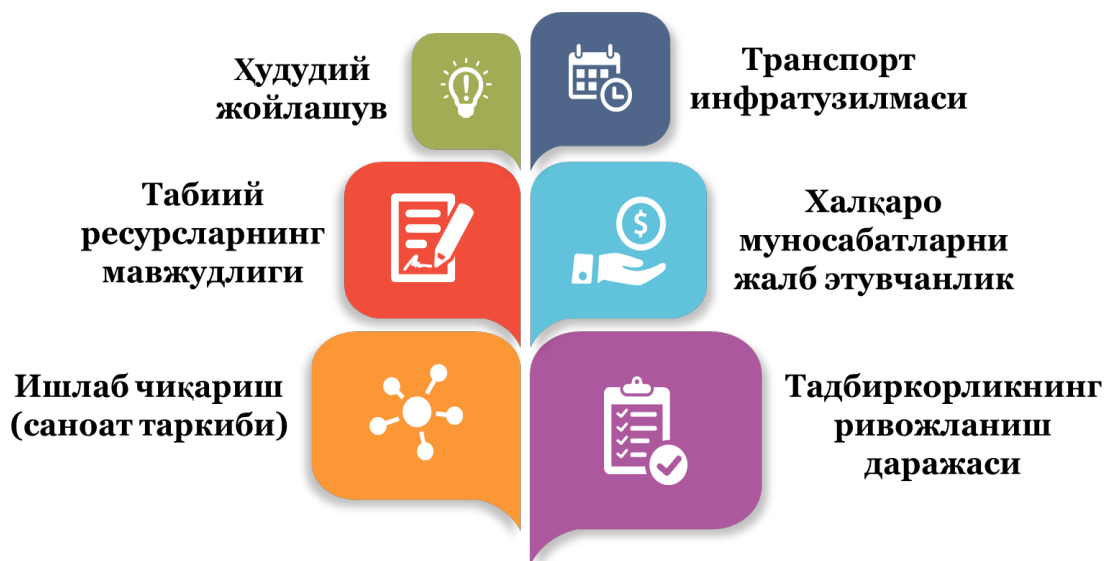 Ҳудудий
жойлашув
Транспорт
инфратузилмаси
Табиий
ресурсларнинг
мавжудлиги
Халқаро
муносабатларни
жалб этувчанлик
Ишлаб чиқариш
(саноат таркиби)
Тадбиркорликнинг
ривожланиш
даражаси